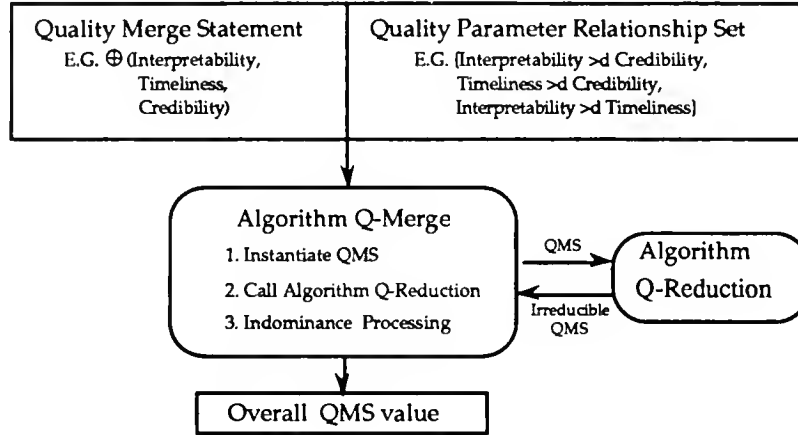 Quality Merge Statement
E.G. ⊕ (Interpretability,
Timeliness,
Credibility)
Quality Parameter Relationship Set
E.G. {Interpretability >d Credibility,
Timeliness >d Credibility,
Interpretability >d Timeliness}
Algorithm Q-Merge
1. Instantiate QMS
2. Call Algorithm Q-Reduction
3. Indominance Processing
QMS
Irreducible
QMS
Algorithm
Q-Reduction
Overall QMS value